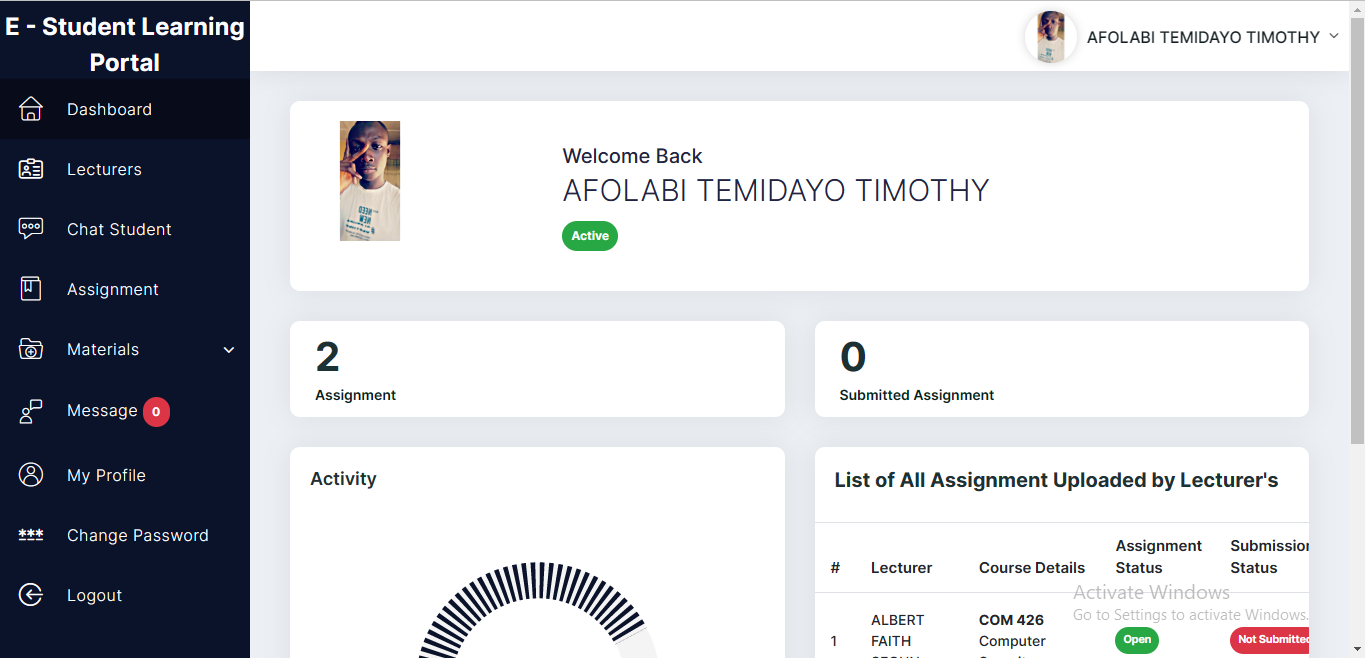 E - Student Learning
Portal
AFOLABI TEMIDAYO TIMOTHY
Dashboard
Lecturers
Chat Student
Assignment
Materials
Message 0
My Profile
Change Password
Logout
Welcome Back
AFOLABI TEMIDAYO TIMOTHY
Active
2
Assignment
0
Submitted Assignment
Activity
List of All Assignment Uploaded by Lecturer's
# Lecturer Course Details Assignment Status Submission Status
1 ALBERT FAITH COM 426 Computer Open Not Submitted
Activate Windows
Go to Settings to activate Windows.
NEED
NEW